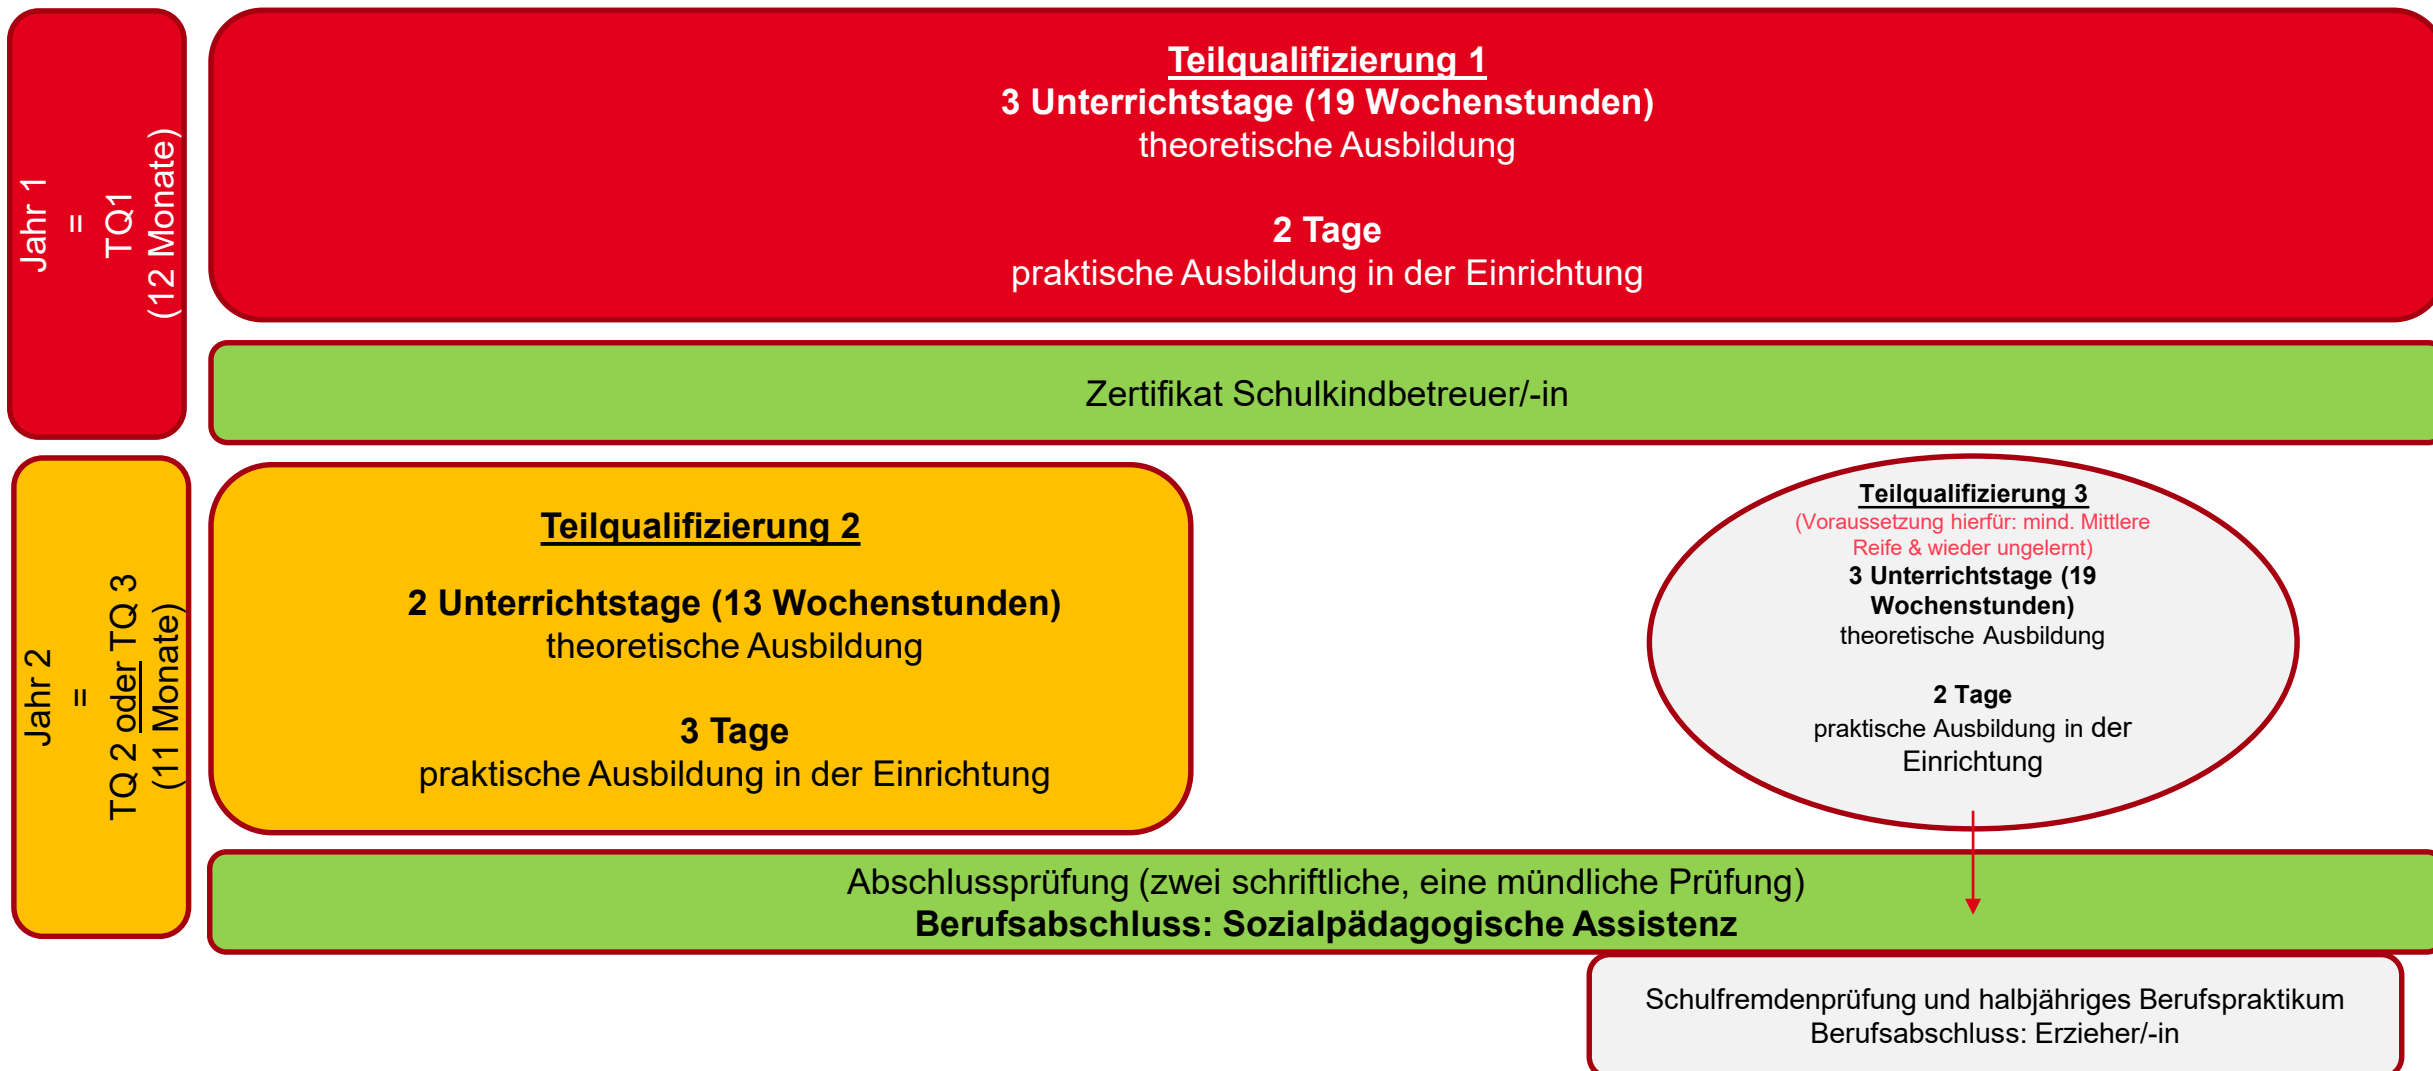 Jahr 1
=
TQ1
(12 Monate)
Teilqualifizierung 1
3 Unterrichtstage (19 Wochenstunden)
theoretische Ausbildung
2 Tage
praktische Ausbildung in der Einrichtung
Zertifikat Schulkindbetreuer/-in
Jahr 2
=
TQ 2 oder TQ 3
(11 Monate)
Teilqualifizierung 2
2 Unterrichtstage (13 Wochenstunden)
theoretische Ausbildung
3 Tage
praktische Ausbildung in der Einrichtung
Teilqualifizierung 3
(Voraussetzung hierfür: mind. Mittlere
Reife & wieder ungelernt)
3 Unterrichtstage (19
Wochenstunden)
theoretische Ausbildung
2 Tage
praktische Ausbildung in der
Einrichtung
Abschlussprüfung (zwei schriftliche, eine mündliche Prüfung)
Berufsabschluss: Sozialpädagogische Assistenz
Schulfremdenprüfung und halbjähriges Berufspraktikum
Berufsabschluss: Erzieher/-in